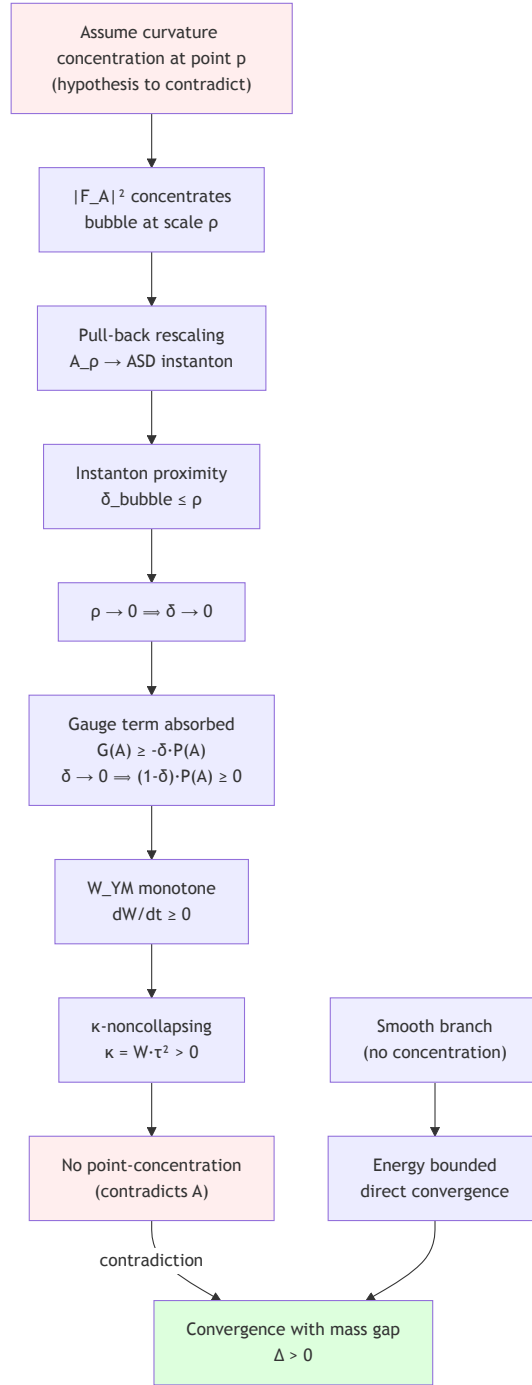 Assume curvature
concentration at point p
(hypothesis to contradict)
|F_A|² concentrates
bubble at scale ρ
Pull-back rescaling
A_ρ → ASD instanton
Instanton proximity
δ_bubble ≤ ρ
ρ → 0 ⟹ δ → 0
Gauge term absorbed
G(A) ≥ -δ·P(A)
δ → 0 ⟹ (1-δ)·P(A) ≥ 0
W_YM monotone
dW/dt ≥ 0
κ-noncollapsing
κ = W·τ² > 0
Smooth branch
(no concentration)
No point-concentration
(contradicts A)
Energy bounded
direct convergence
contradiction
Convergence with mass gap
Δ > 0